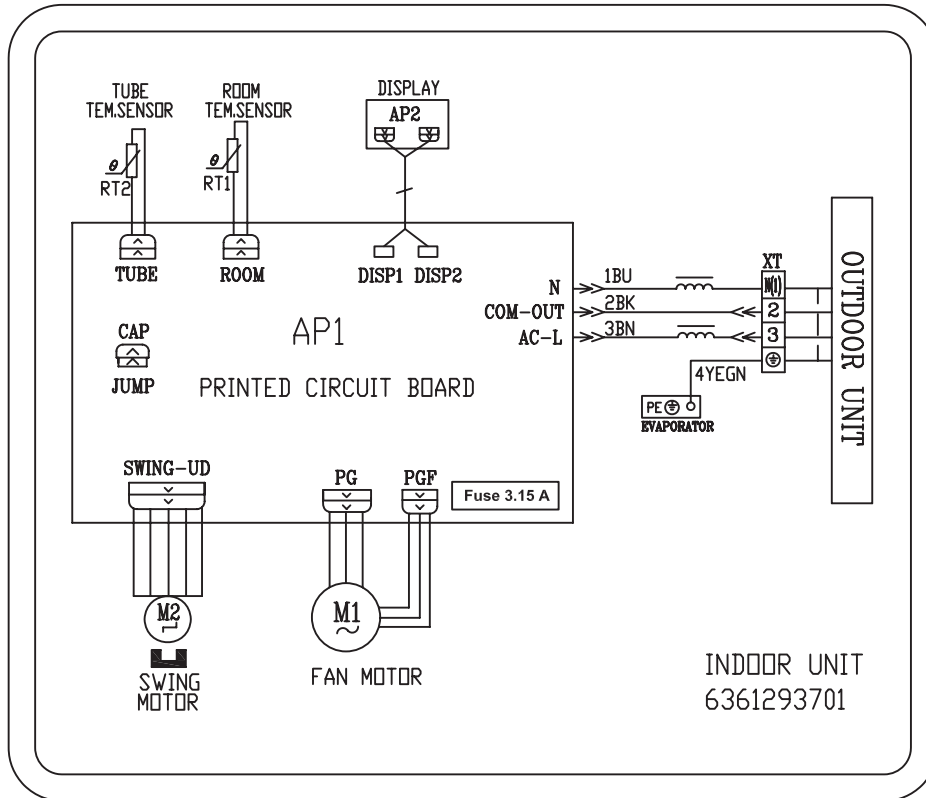 TUBE
TEM.SENSOR
ROOM
TEM.SENSOR
DISPLAY
AP2
θ
RT2
θ
RT1
TUBE
ROOM
DISP1 DISP2
XT
N
1BU
N(1)
COM-OUT
2BK
2
AC-L
3BN
3
4YEGN
PE
EVAPORATOR
OUTDOOR UNIT
CAP
JUMP
AP1
PRINTED CIRCUIT BOARD
SWING-UD
PG
PGF
Fuse 3.15 A
M2
SWING
MOTOR
M1
~
FAN MOTOR
INDOOR UNIT
6361293701